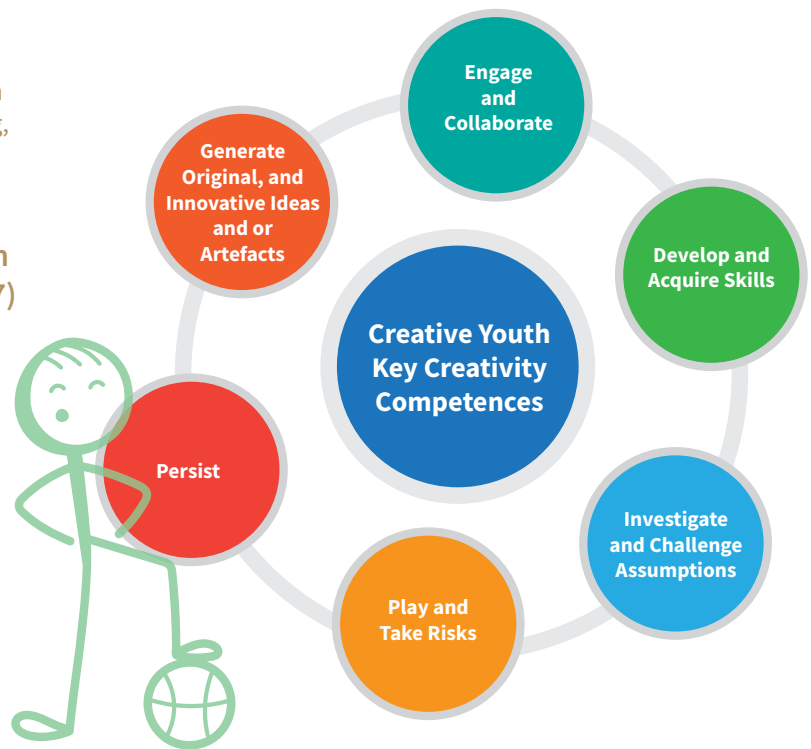 Engage
and
Collaborate
Generate
Original, and
Innovative Ideas
and or
Artefacts
Develop and
Acquire Skills
Creative Youth
Key Creativity
Competences
Persist
Investigate
and Challenge
Assumptions
Play and
Take Risks